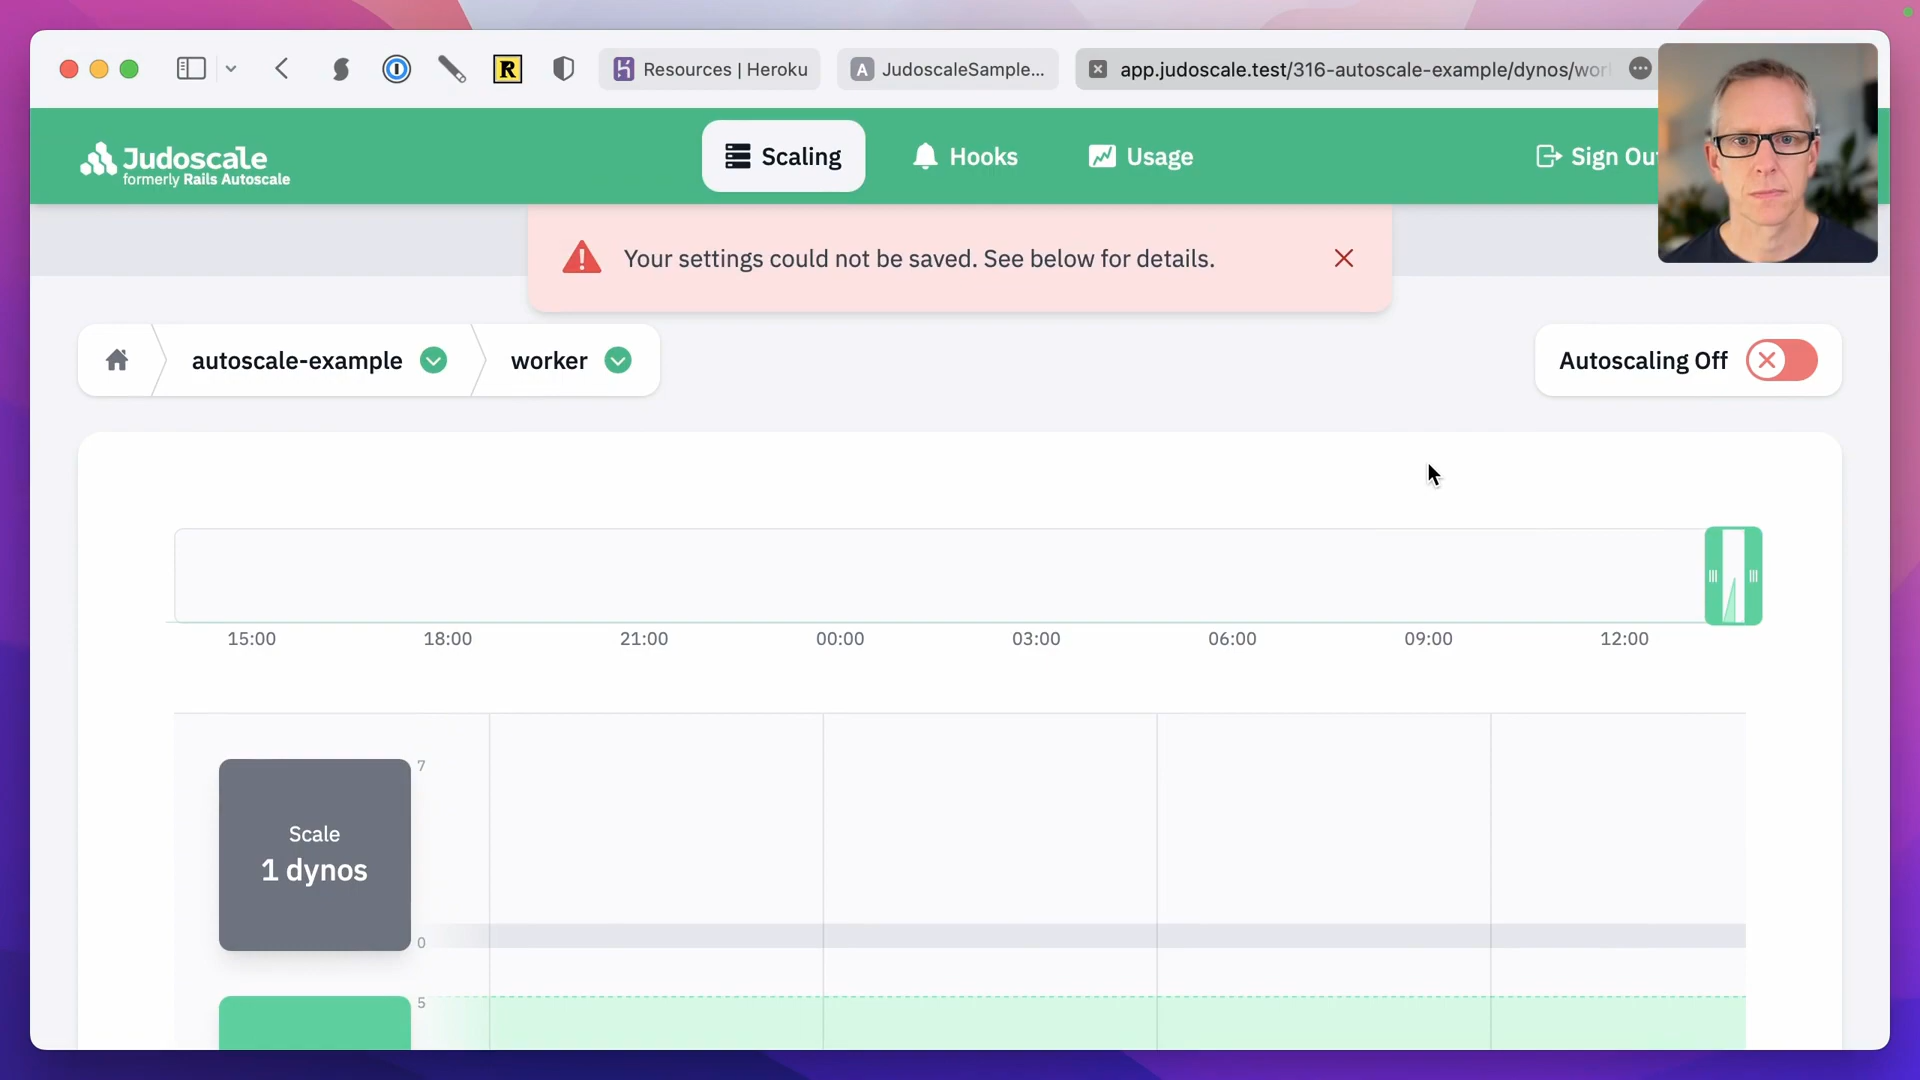 Resources | Heroku
JudoscaleSample...
app.judoscale.test/316-autoscale-example/dynos/wor
Judoscale
formerly Rails Autoscale
Scaling
Hooks
Usage
Sign Ou
Your settings could not be saved. See below for details.
autoscale-example
worker
Autoscaling Off
15:00 18:00 21:00 00:00 03:00 06:00 09:00 12:00
7
Scale
1 dynos
0
5